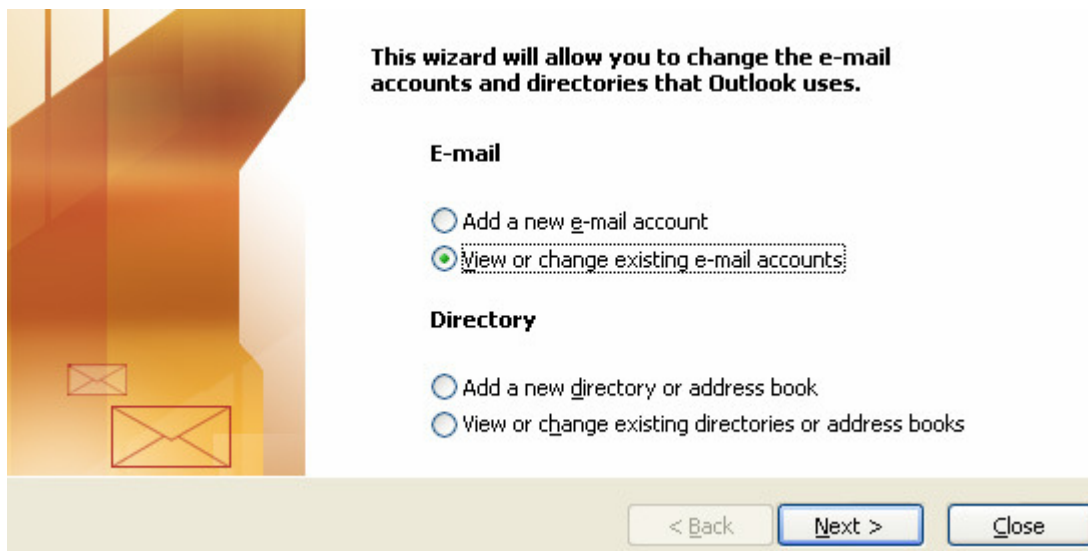 This wizard will allow you to change the e-mail
accounts and directories that Outlook uses.
E-mail
Add a new e-mail account
View or change existing e-mail accounts
Directory
Add a new directory or address book
View or change existing directories or address books
< Back
Next >
Close